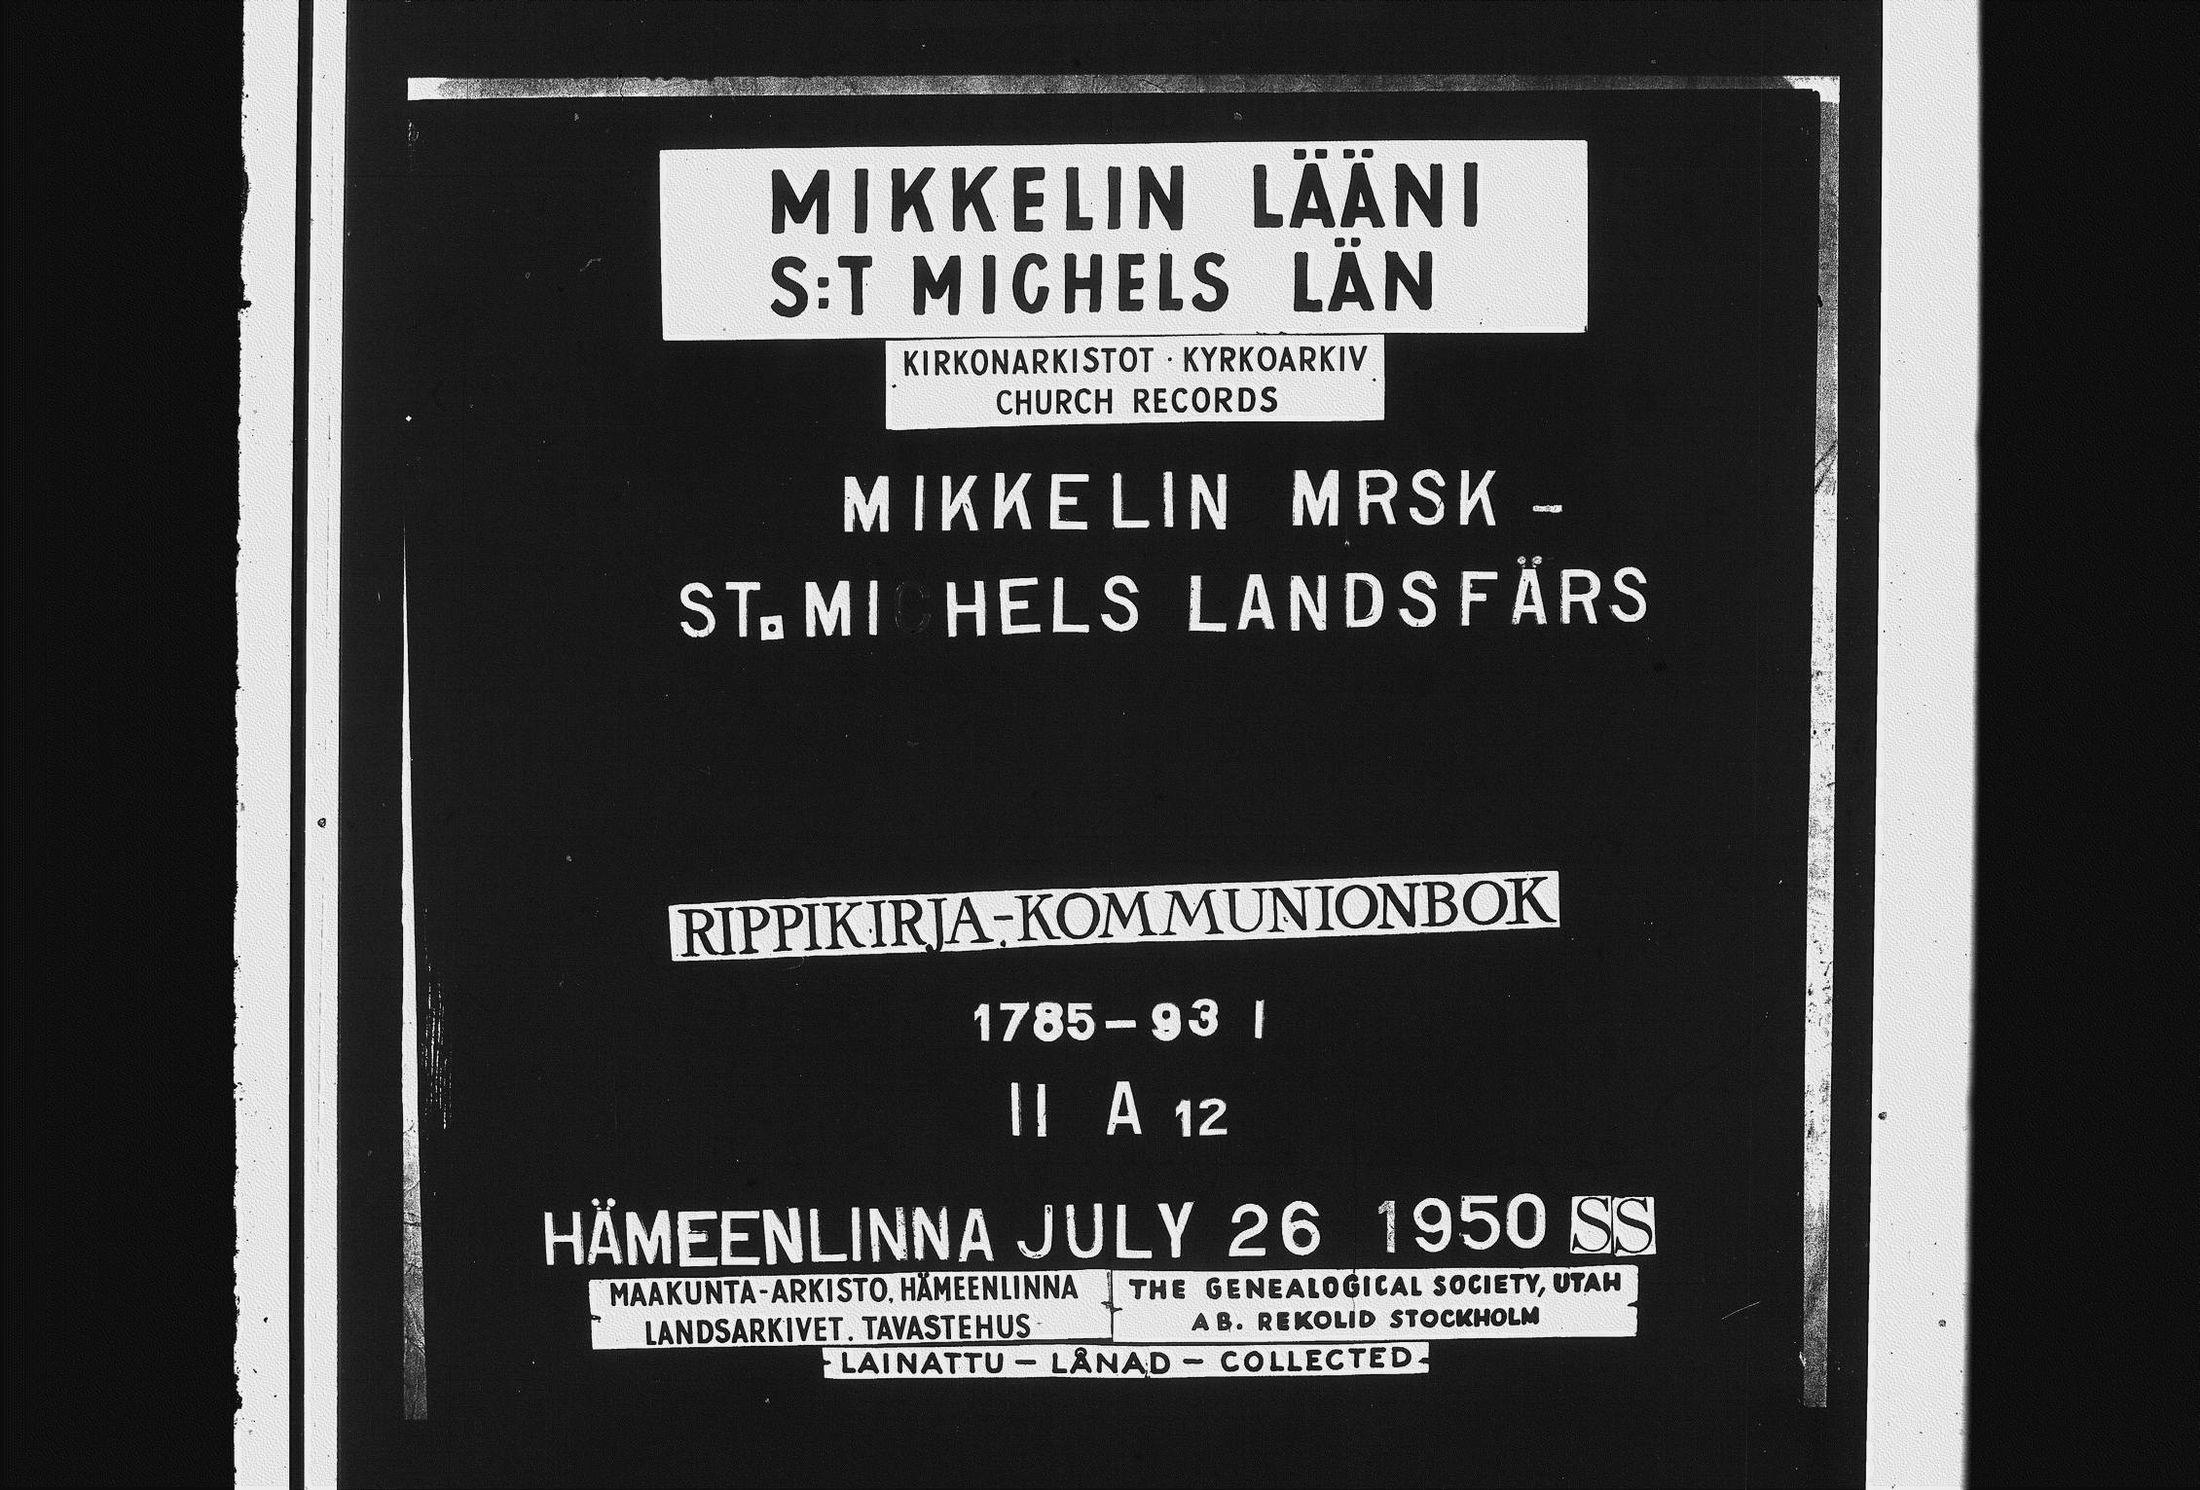 MIKKELIN LÄÄNI
S:T MICHELS LÄN
KIRKONARKISTOT · KYRKOARKIV
CHURCH RECORDS
MIKKELIN MRSK -
ST. MICHELS LANDSFÄRS
RIPPIKIRJA-KOMMUNIONBOK
1785-93 I
II A 12
HÄMEENLINNA JULY 26 1950 SS
MAAKUNTA-ARKISTO, HÄMEENLINNA
LANDSARKIVET. TAVASTEHUS
THE GENEALOGICAL SOCIETY, UTAH
AB. REKOLID STOCKHOLM
LAINATTU - LÅNAD - COLLECTED